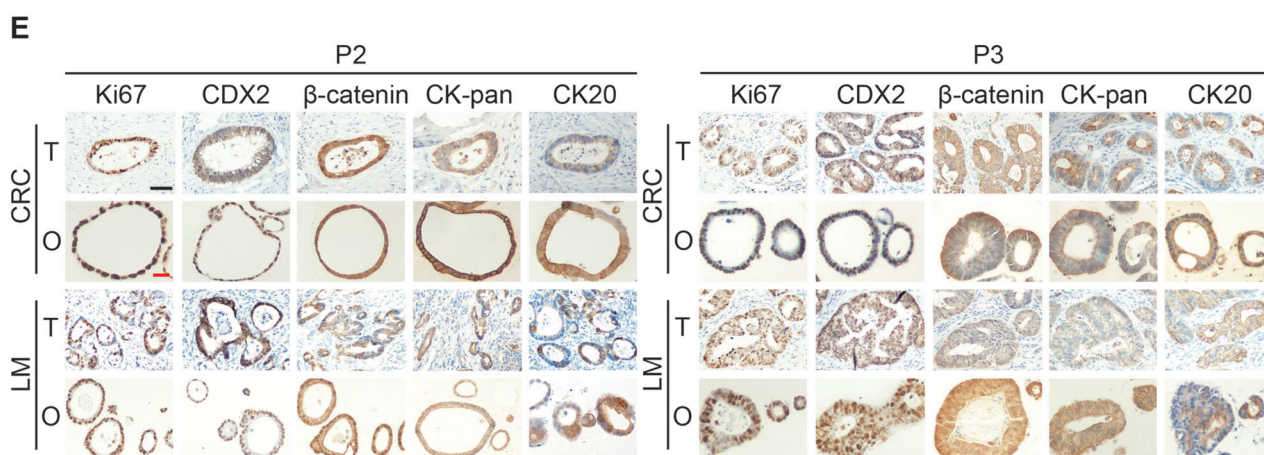 E
P2 P3
Ki67 CDX2 β-catenin CK-pan CK20 Ki67 CDX2 β-catenin CK-pan CK20
CRC T CRC T
O O
LM T LM T
O O